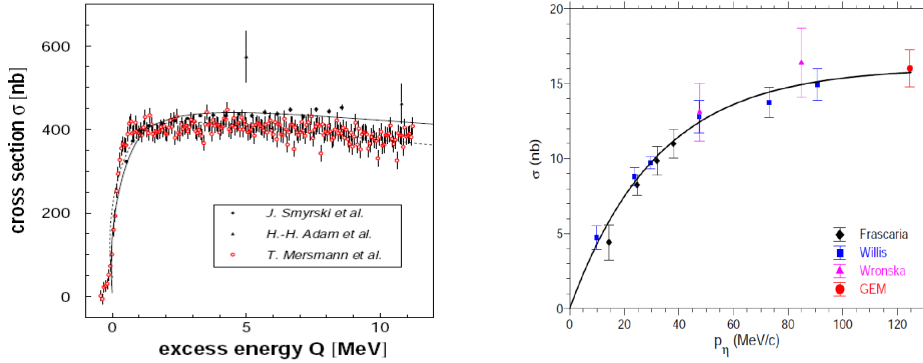 cross section σ [nb]
600
400
200
0
J. Smyrski et al.
H.-H. Adam et al.
T. Mersmann et al.
0 5 10
excess energy Q [MeV]
σ (nb)
20
15
10
5
0
Frascaria
Willis
Wronska
GEM
0 20 40 60 80 100 120
pη (MeV/c)